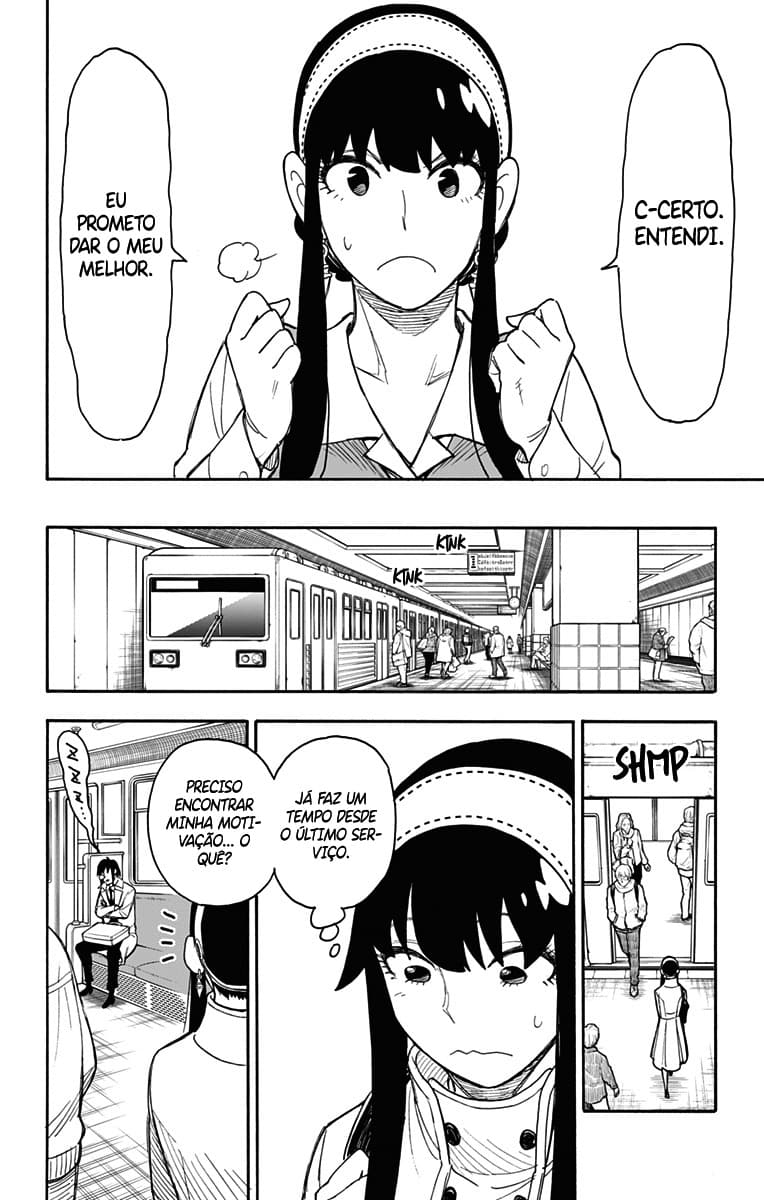 C-CERTO.
ENTENDI.
EU
PROMETO
DAR O MEU
MELHOR.
KTNK
KTNK
SHMP
JÁ FAZ UM
TEMPO DESDE
O ÚLTIMO SER-
VIÇO.
PRECISO
ENCONTRAR
MINHA MOTI-
VAÇÃO... O
QUÊ?